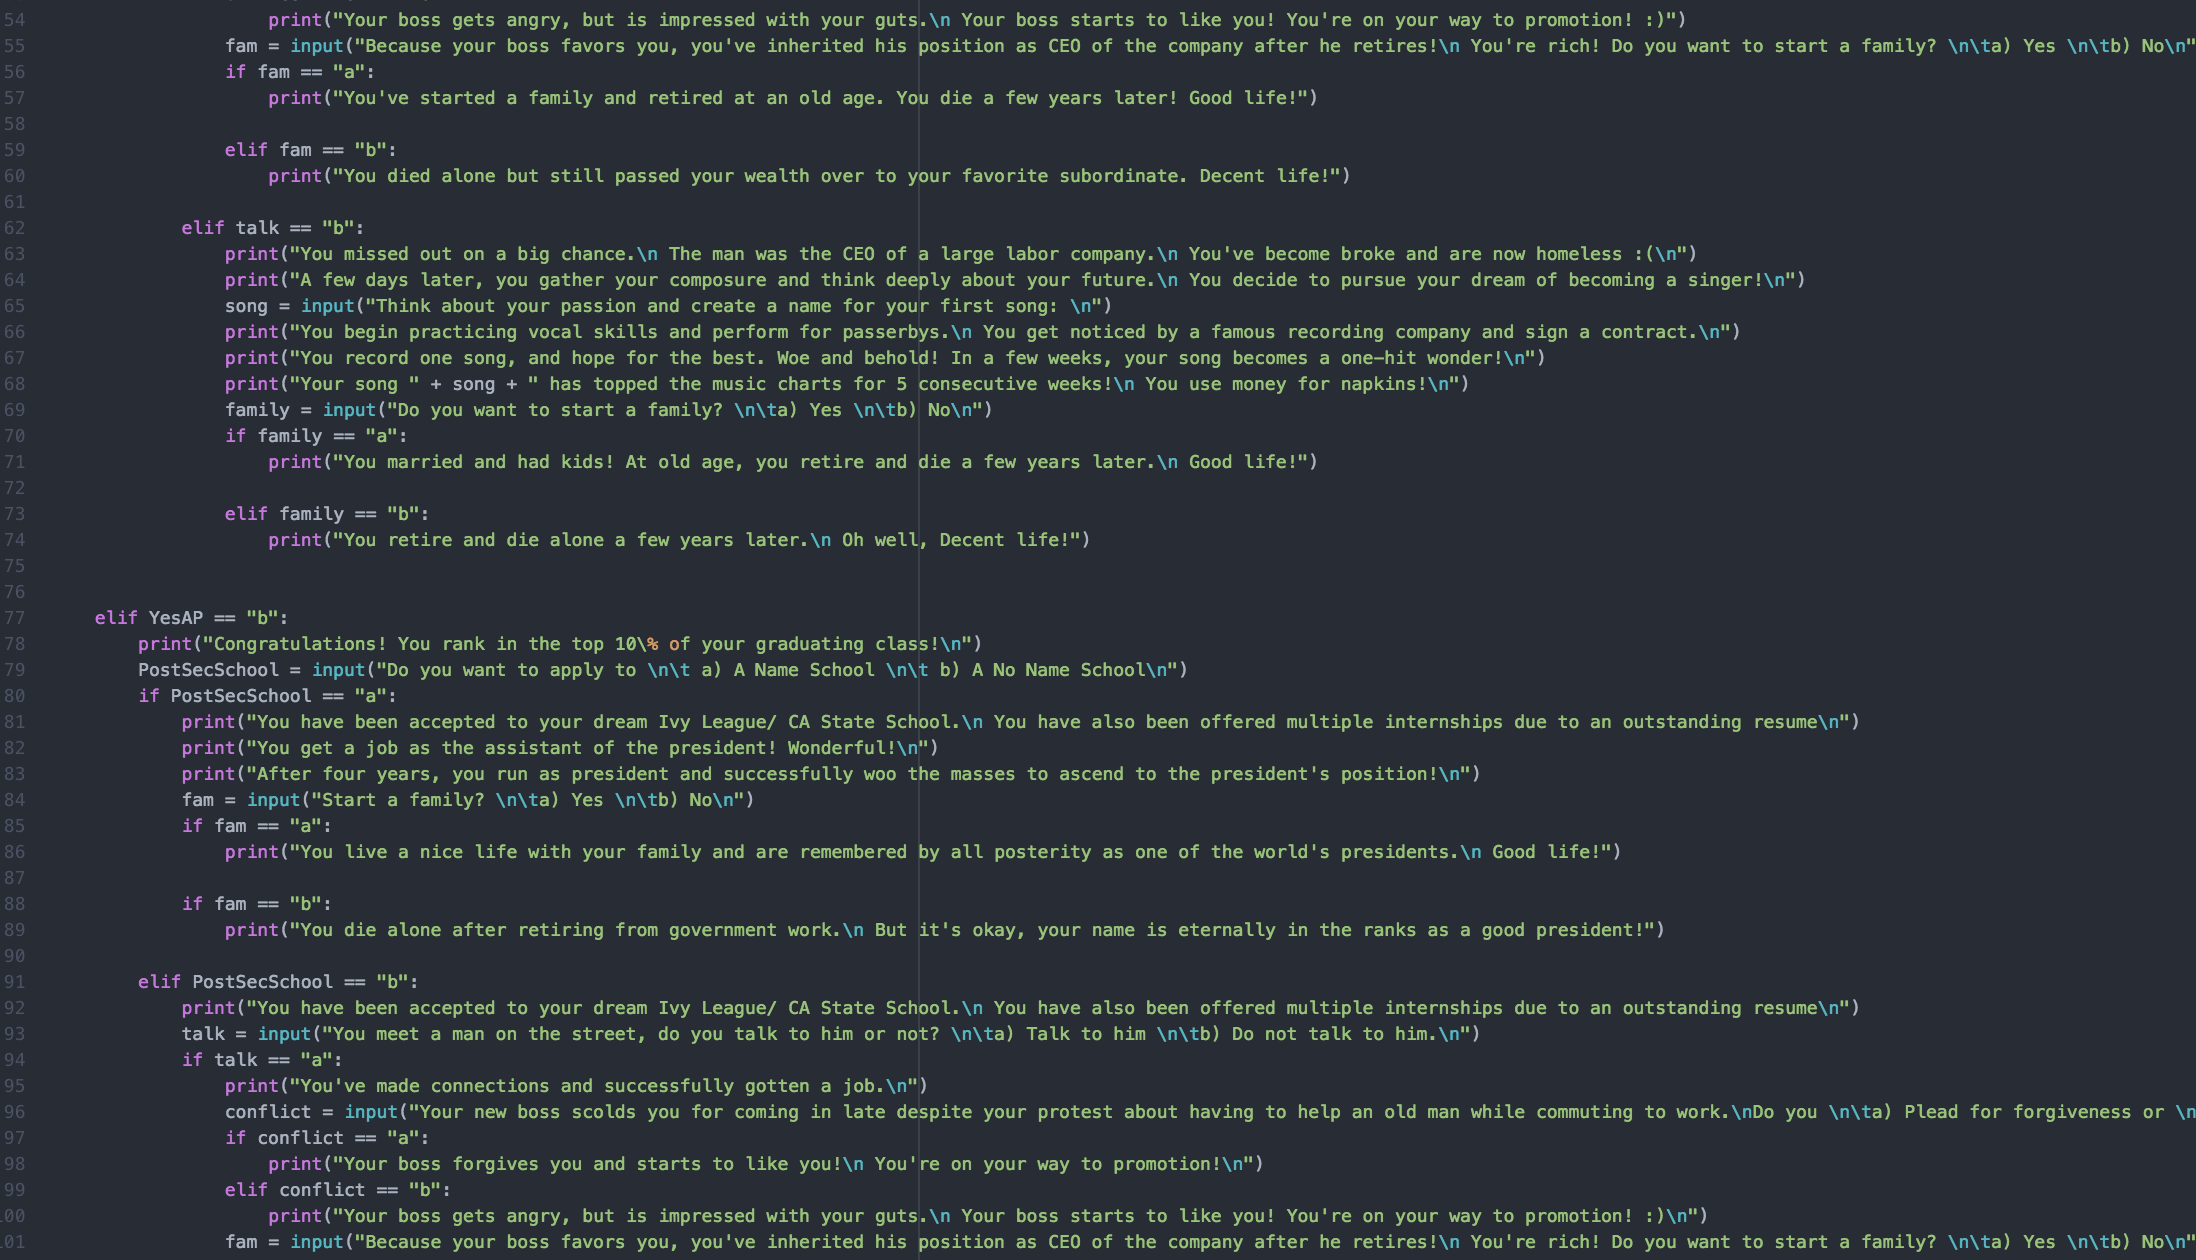 54 print("Your boss gets angry, but is impressed with your guts.\n Your boss starts to like you! You're on your way to promotion! :)")
55 fam = input("Because your boss favors you, you've inherited his position as CEO of the company after he retires!\n You're rich! Do you want to start a family? \n\ta) Yes \n\tb) No\n"
56 if fam == "a":
57 print("You've started a family and retired at an old age. You die a few years later! Good life!")
58
59 elif fam == "b":
60 print("You died alone but still passed your wealth over to your favorite subordinate. Decent life!")
61
62 elif talk == "b":
63 print("You missed out on a big chance.\n The man was the CEO of a large labor company.\n You've become broke and are now homeless :(\n")
64 print("A few days later, you gather your composure and think deeply about your future.\n You decide to pursue your dream of becoming a singer!\n")
65 song = input("Think about your passion and create a name for your first song: \n")
66 print("You begin practicing vocal skills and perform for passerbys.\n You get noticed by a famous recording company and sign a contract.\n")
67 print("You record one song, and hope for the best. Woe and behold! In a few weeks, your song becomes a one-hit wonder!\n")
68 print("Your song " + song + " has topped the music charts for 5 consecutive weeks!\n You use money for napkins!\n")
69 family = input("Do you want to start a family? \n\ta) Yes \n\tb) No\n")
70 if family == "a":
71 print("You married and had kids! At old age, you retire and die a few years later.\n Good life!")
72
73 elif family == "b":
74 print("You retire and die alone a few years later.\n Oh well, Decent life!")
75
76
77 elif YesAP == "b":
78 print("Congratulations! You rank in the top 10\% of your graduating class!\n")
79 PostSecSchool = input("Do you want to apply to \n\t a) A Name School \n\t b) A No Name School\n")
80 if PostSecSchool == "a":
81 print("You have been accepted to your dream Ivy League/ CA State School.\n You have also been offered multiple internships due to an outstanding resume\n")
82 print("You get a job as the assistant of the president! Wonderful!\n")
83 print("After four years, you run as president and successfully woo the masses to ascend to the president's position!\n")
84 fam = input("Start a family? \n\ta) Yes \n\tb) No\n")
85 if fam == "a":
86 print("You live a nice life with your family and are remembered by all posterity as one of the world's presidents.\n Good life!")
87
88 if fam == "b":
89 print("You die alone after retiring from government work.\n But it's okay, your name is eternally in the ranks as a good president!")
90
91 elif PostSecSchool == "b":
92 print("You have been accepted to your dream Ivy League/ CA State School.\n You have also been offered multiple internships due to an outstanding resume\n")
93 talk = input("You meet a man on the street, do you talk to him or not? \n\ta) Talk to him \n\tb) Do not talk to him.\n")
94 if talk == "a":
95 print("You've made connections and successfully gotten a job.\n")
96 conflict = input("Your new boss scolds you for coming in late despite your protest about having to help an old man while commuting to work.\nDo you \n\ta) Plead for forgiveness or \n
97 if conflict == "a":
98 print("Your boss forgives you and starts to like you!\n You're on your way to promotion!\n")
99 elif conflict == "b":
00 print("Your boss gets angry, but is impressed with your guts.\n Your boss starts to like you! You're on your way to promotion! :)\n")
01 fam = input("Because your boss favors you, you've inherited his position as CEO of the company after he retires!\n You're rich! Do you want to start a family? \n\ta) Yes \n\tb) No\n"